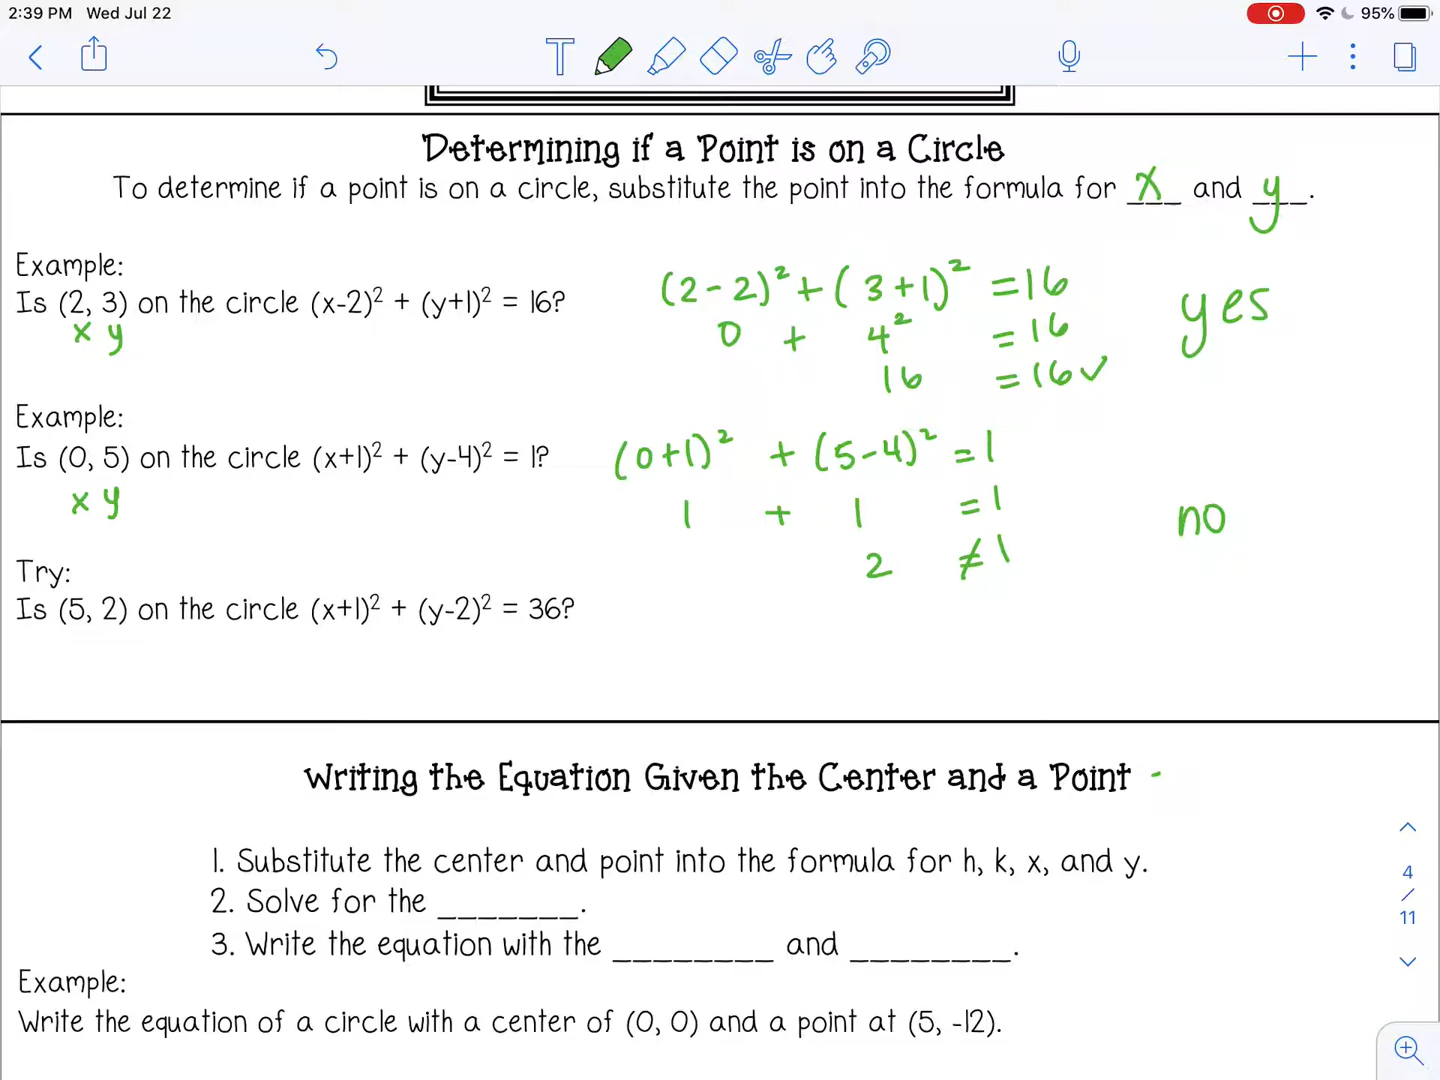 2:39 PM Wed Jul 22 95%
T
Determining if a Point is on a Circle
To determine if a point is on a circle, substitute the point into the formula for x and y.
Example:
Is (2, 3) on the circle (x-2)² + (y+1)² = 16?
x y
(2-2)² + (3+1)² = 16
0 + 4² = 16
16 = 16✓
yes
Example:
Is (0, 5) on the circle (x+1)² + (y-4)² = 1?
x y
(0+1)² + (5-4)² = 1
1 + 1 = 1
2 ≠ 1
no
Try:
Is (5, 2) on the circle (x+1)² + (y-2)² = 36?
Writing the Equation Given the Center and a Point -
1. Substitute the center and point into the formula for h, k, x, and y.
2. Solve for the _______.
3. Write the equation with the ________ and ________.
Example:
Write the equation of a circle with a center of (0, 0) and a point at (5, -12).
4
/
11